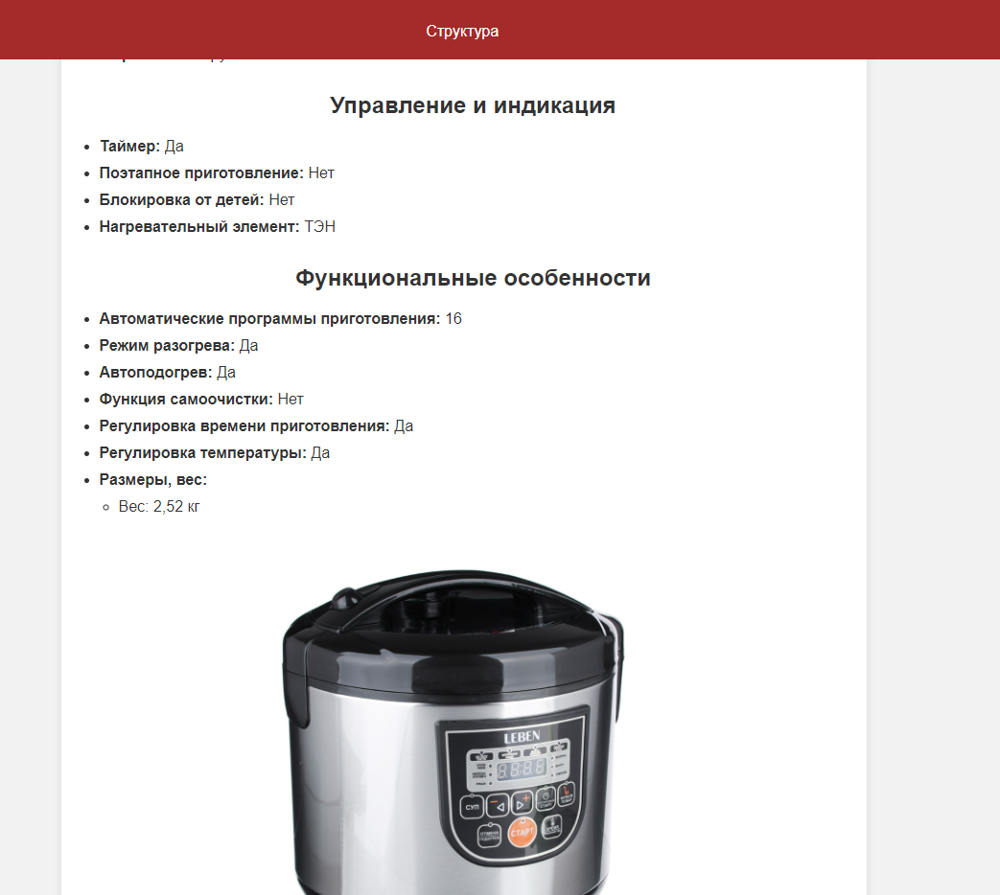 Структура
Управление и индикация
Таймер: Да
Поэтапное приготовление: Нет
Блокировка от детей: Нет
Нагревательный элемент: ТЭН
Функциональные особенности
Автоматические программы приготовления: 16
Режим разогрева: Да
Автоподогрев: Да
Функция самоочистки: Нет
Регулировка времени приготовления: Да
Регулировка температуры: Да
Размеры, вес:
Вес: 2,52 кг
LEBEN
СУП
ОТМЕНА
СТАРТ